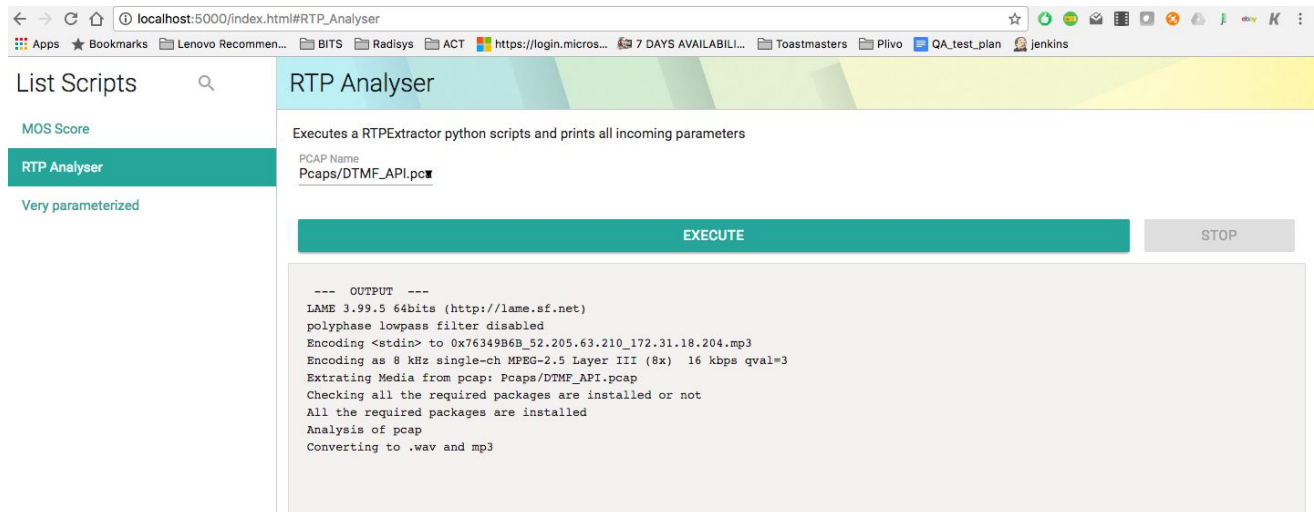 localhost:5000/index.html#RTP_Analyser
Apps Bookmarks Lenovo Recommen... BITS Radisys ACT https://login.micros... 7 DAYS AVAILABILI... Toastmasters Plivo QA_test_plan jenkins
List Scripts
RTP Analyser
MOS Score
RTP Analyser
Very parameterized
Executes a RTPExtractor python scripts and prints all incoming parameters
PCAP Name
Pcaps/DTMF_API.pc
EXECUTE
STOP
--- OUTPUT ---
LAME 3.99.5 64bits (http://lame.sf.net)
polyphase lowpass filter disabled
Encoding <stdin> to 0x76349B6B_52.205.63.210_172.31.18.204.mp3
Encoding as 8 kHz single-ch MPEG-2.5 Layer III (8x) 16 kbps qval=3
Extrating Media from pcap: Pcaps/DTMF_API.pcap
Checking all the required packages are installed or not
All the required packages are installed
Analysis of pcap
Converting to .wav and mp3